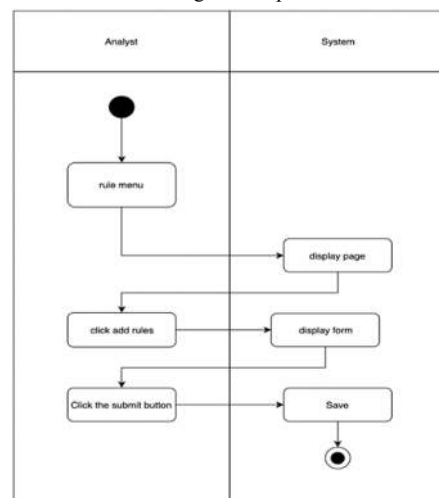 Analyst
System
rule menu
display page
click add rules
display form
Click the submit button
Save